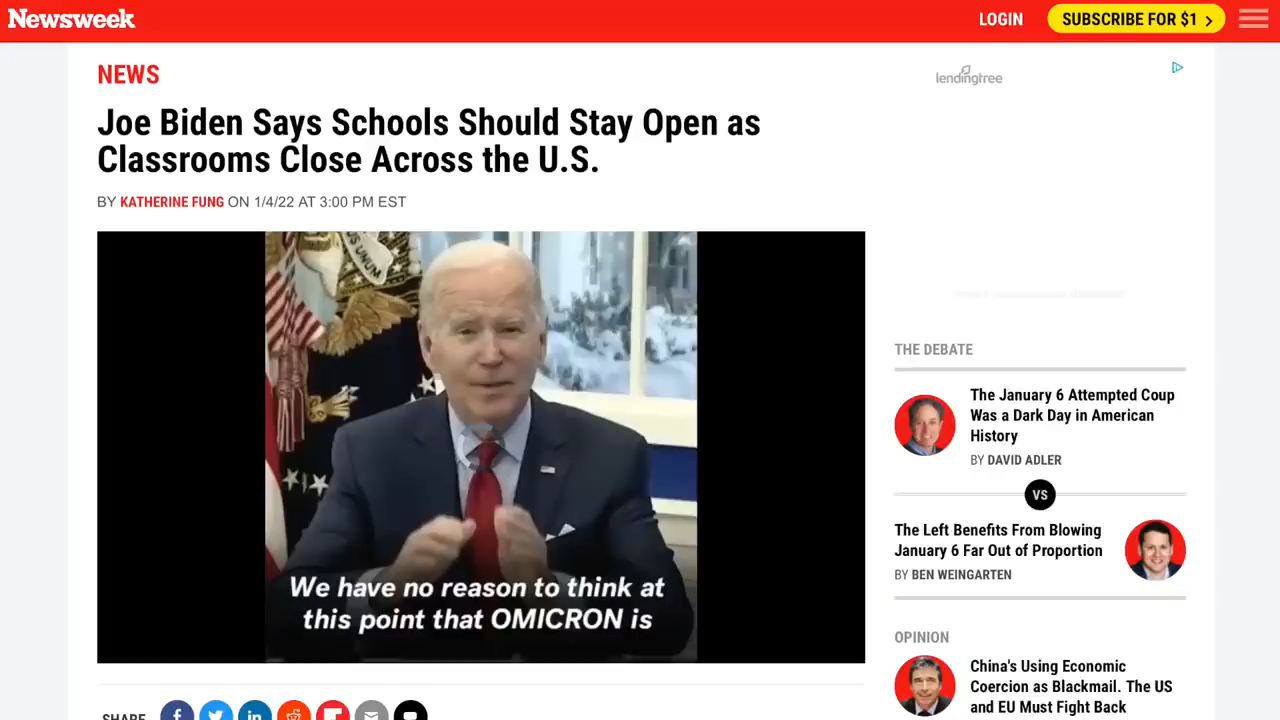 Newsweek
LOGIN
SUBSCRIBE FOR $1 >
NEWS
Joe Biden Says Schools Should Stay Open as
Classrooms Close Across the U.S.
BY KATHERINE FUNG ON 1/4/22 AT 3:00 PM EST
We have no reason to think at
this point that OMICRON is
SHARE
lendingtree
THE DEBATE
The January 6 Attempted Coup
Was a Dark Day in American
History
BY DAVID ADLER
VS
The Left Benefits From Blowing
January 6 Far Out of Proportion
BY BEN WEINGARTEN
OPINION
China's Using Economic
Coercion as Blackmail. The US
and EU Must Fight Back